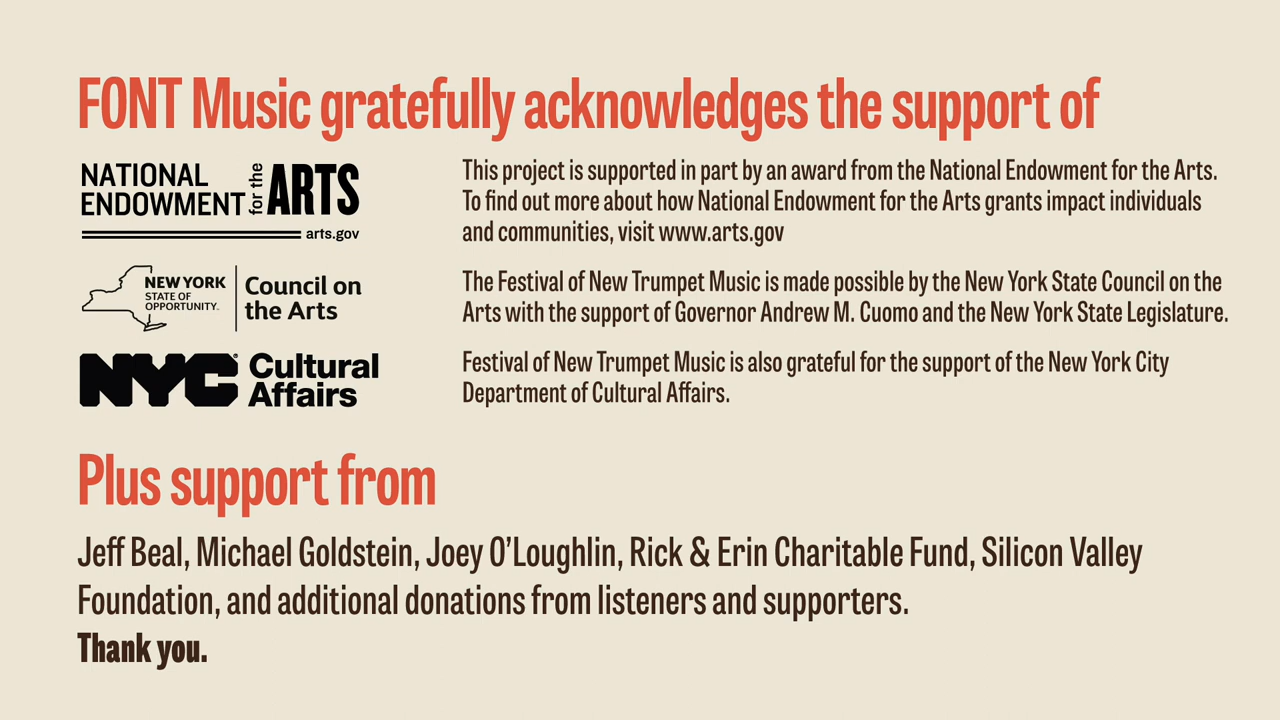 FONT Music gratefully acknowledges the support of
NATIONAL
ENDOWMENT for the ARTS
arts.gov
This project is supported in part by an award from the National Endowment for the Arts.
To find out more about how National Endowment for the Arts grants impact individuals
and communities, visit www.arts.gov
NEW YORK
STATE OF
OPPORTUNITY.
Council on
the Arts
The Festival of New Trumpet Music is made possible by the New York State Council on the
Arts with the support of Governor Andrew M. Cuomo and the New York State Legislature.
NYC Cultural
Affairs
Festival of New Trumpet Music is also grateful for the support of the New York City
Department of Cultural Affairs.
Plus support from
Jeff Beal, Michael Goldstein, Joey O’Loughlin, Rick & Erin Charitable Fund, Silicon Valley
Foundation, and additional donations from listeners and supporters.
Thank you.